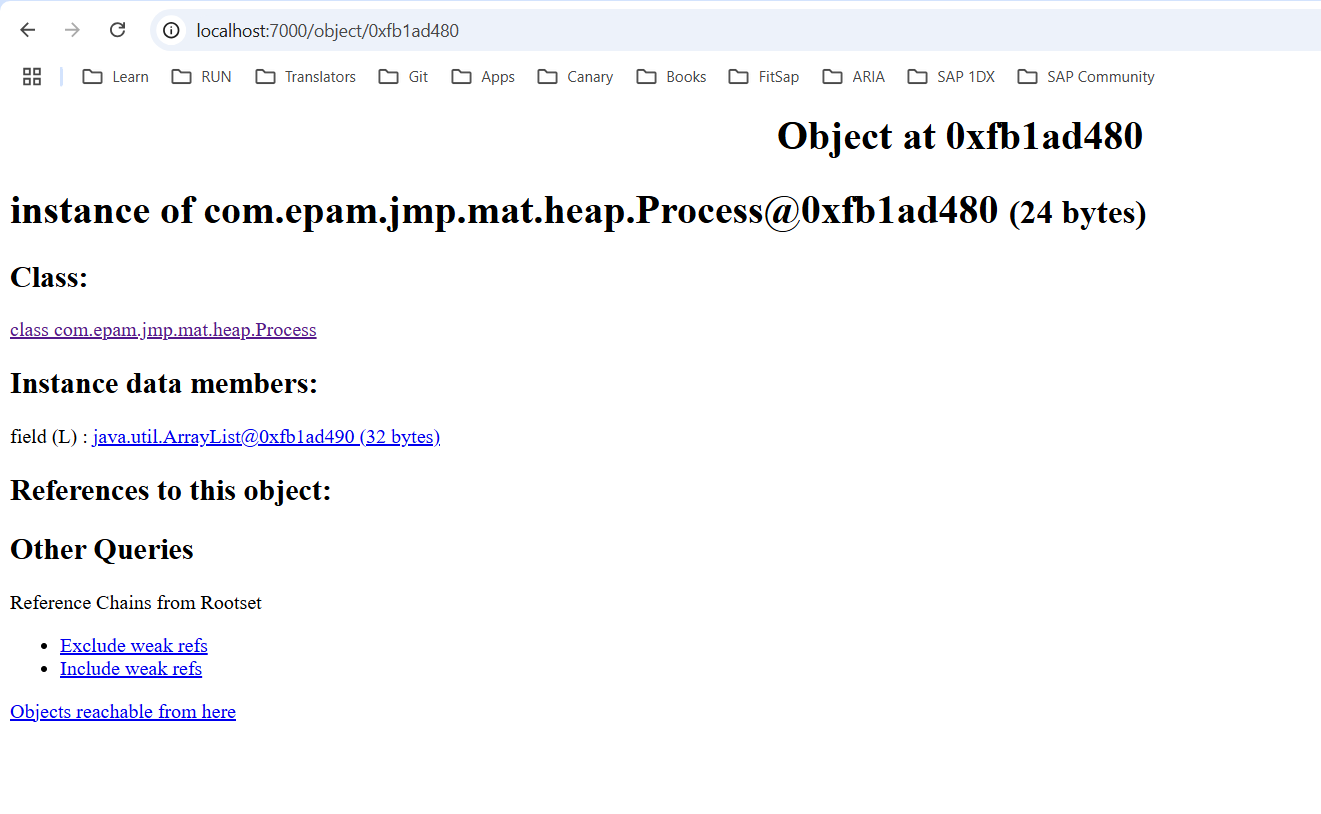 localhost:7000/object/0xfb1ad480
Learn RUN Translators Git Apps Canary Books FitSap ARIA SAP 1DX SAP Community
Object at 0xfb1ad480
instance of com.epam.jmp.mat.heap.Process@0xfb1ad480 (24 bytes)
Class:
class com.epam.jmp.mat.heap.Process
Instance data members:
field (L) : java.util.ArrayList@0xfb1ad490 (32 bytes)
References to this object:
Other Queries
Reference Chains from Rootset
• Exclude weak refs
• Include weak refs
Objects reachable from here